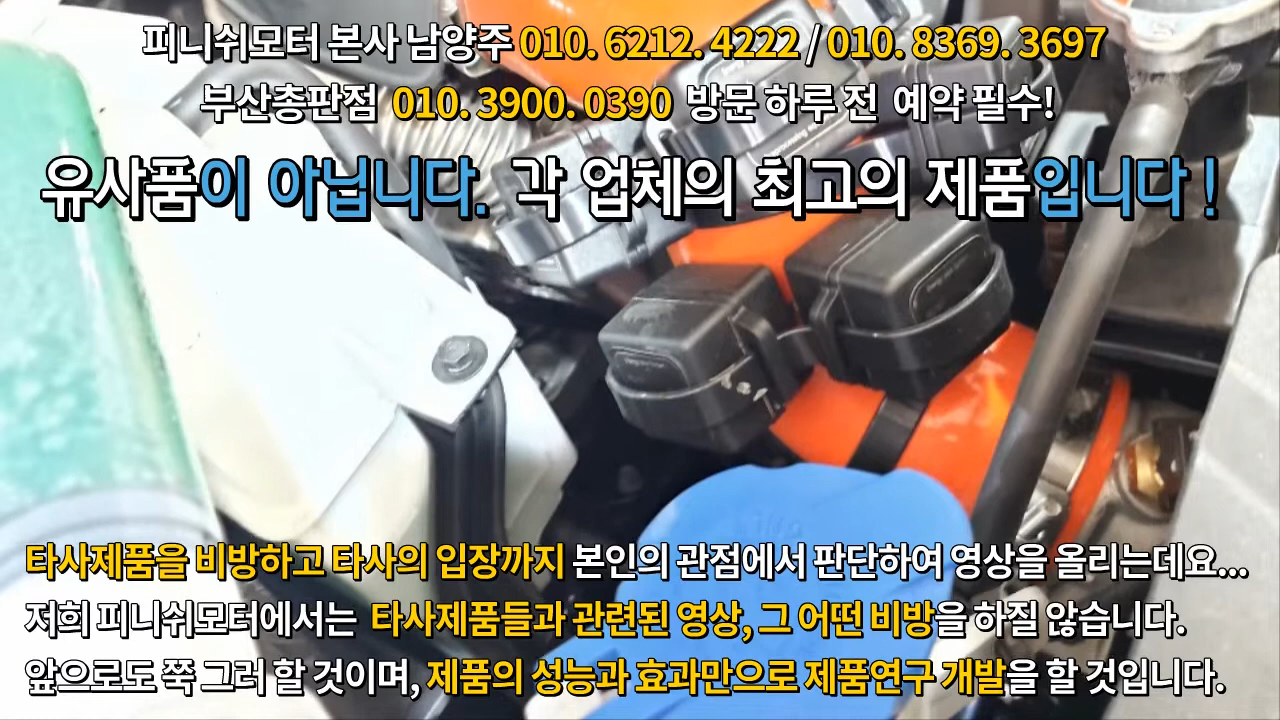 피니쉬모터 본사 남양주 010. 6212. 4222 / 010. 8369. 3697
부산총판점 010. 3900. 0390 방문 하루 전 예약 필수!
유사품이 아닙니다. 각 업체의 최고의 제품입니다 !
타사제품을 비방하고 타사의 입장까지 본인의 관점에서 판단하여 영상을 올리는데요...
저희 피니쉬모터에서는 타사제품들과 관련된 영상, 그 어떤 비방을 하질 않습니다.
앞으로도 쭉 그러 할 것이며, 제품의 성능과 효과만으로 제품연구 개발을 할 것입니다.